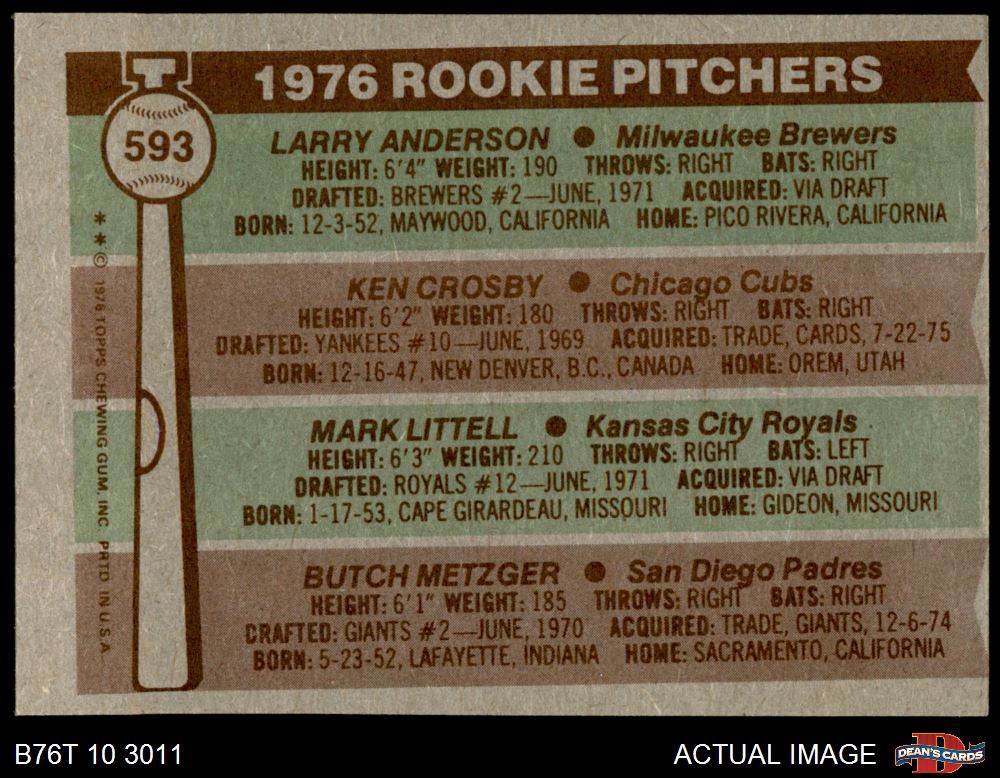 1976 ROOKIE PITCHERS
593
LARRY ANDERSON ● Milwaukee Brewers
HEIGHT: 6'4" WEIGHT: 190 THROWS: RIGHT BATS: RIGHT
DRAFTED: BREWERS #2—JUNE, 1971 ACQUIRED: VIA DRAFT
BORN: 12-3-52, MAYWOOD, CALIFORNIA HOME: PICO RIVERA, CALIFORNIA
KEN CROSBY ● Chicago Cubs
HEIGHT: 6'2" WEIGHT: 180 THROWS: RIGHT BATS: RIGHT
DRAFTED: YANKEES #10—JUNE, 1969 ACQUIRED: TRADE, CARDS, 7-22-75
BORN: 12-16-47, NEW DENVER, B.C., CANADA HOME: OREM, UTAH
MARK LITTELL ● Kansas City Royals
HEIGHT: 6'3" WEIGHT: 210 THROWS: RIGHT BATS: LEFT
DRAFTED: ROYALS #12—JUNE, 1971 ACQUIRED: VIA DRAFT
BORN: 1-17-53, CAPE GIRARDEAU, MISSOURI HOME: GIDEON, MISSOURI
BUTCH METZGER ● San Diego Padres
HEIGHT: 6'1" WEIGHT: 185 THROWS: RIGHT BATS: RIGHT
DRAFTED: GIANTS #2—JUNE, 1970 ACQUIRED: TRADE, GIANTS, 12-6-74
BORN: 5-23-52, LAFAYETTE, INDIANA HOME: SACRAMENTO, CALIFORNIA
* * © 1976 TOPPS CHEWING GUM, INC. PRTD. IN U.S.A.
B76T 10 3011
ACTUAL IMAGE
DEAN'S CARDS